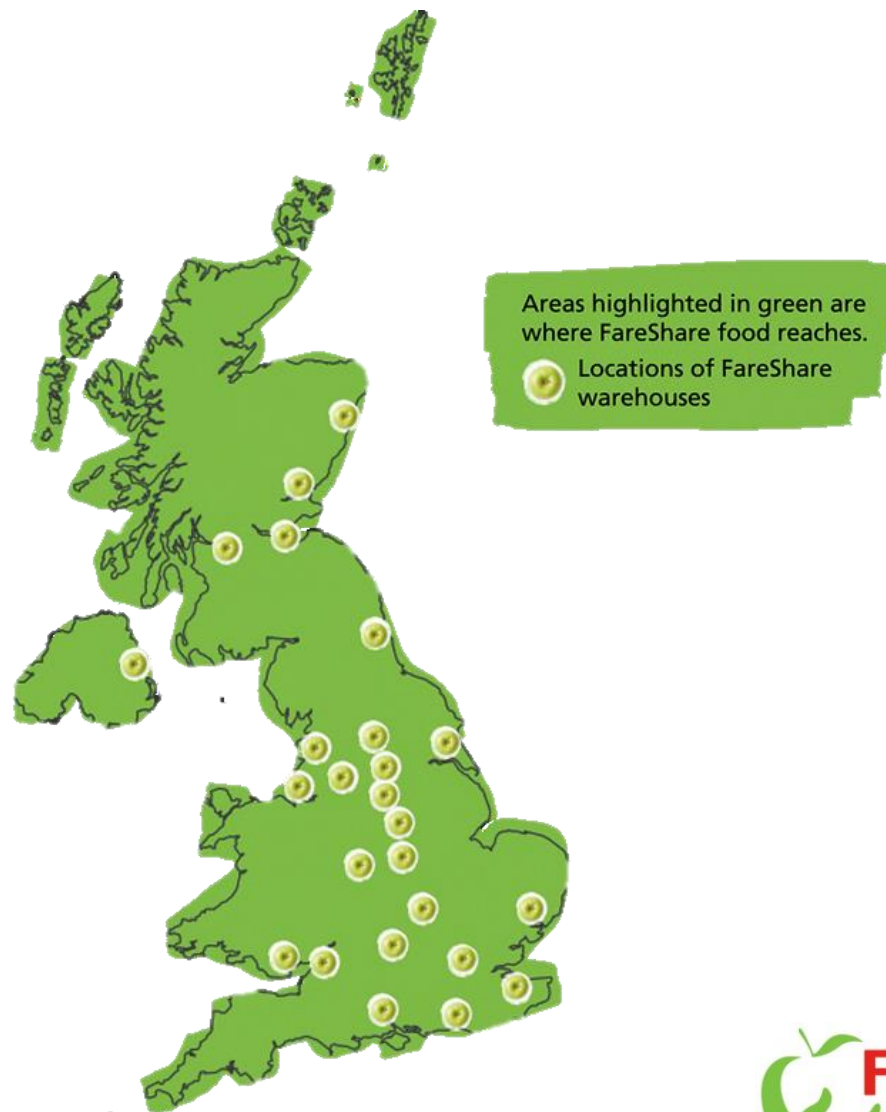 Areas highlighted in green are
where FareShare food reaches.
Locations of FareShare
warehouses
F